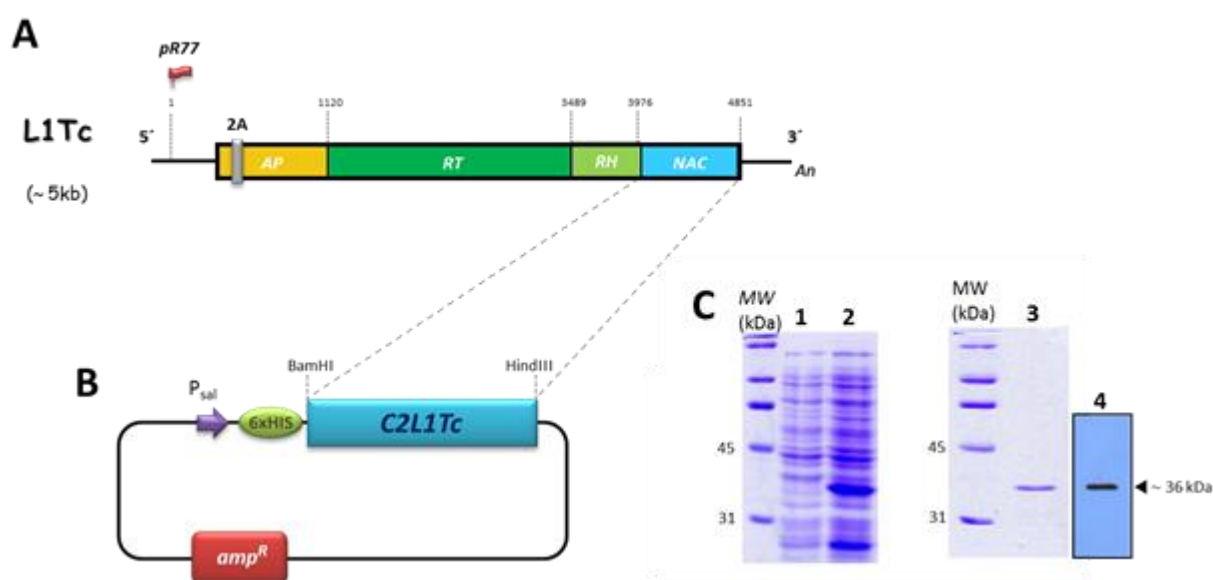 A
pR77
1 1120 3489 3976 4851
L1Tc
5´ 2A 3´
AP RT RH NAC
An
(~ 5kb)
B
BamHI HindIII
Psal
6xHIS C2L1Tc
ampR
C
MW
(kDa)
1 2
45
31
MW
(kDa)
3
4
45
31
~ 36 kDa